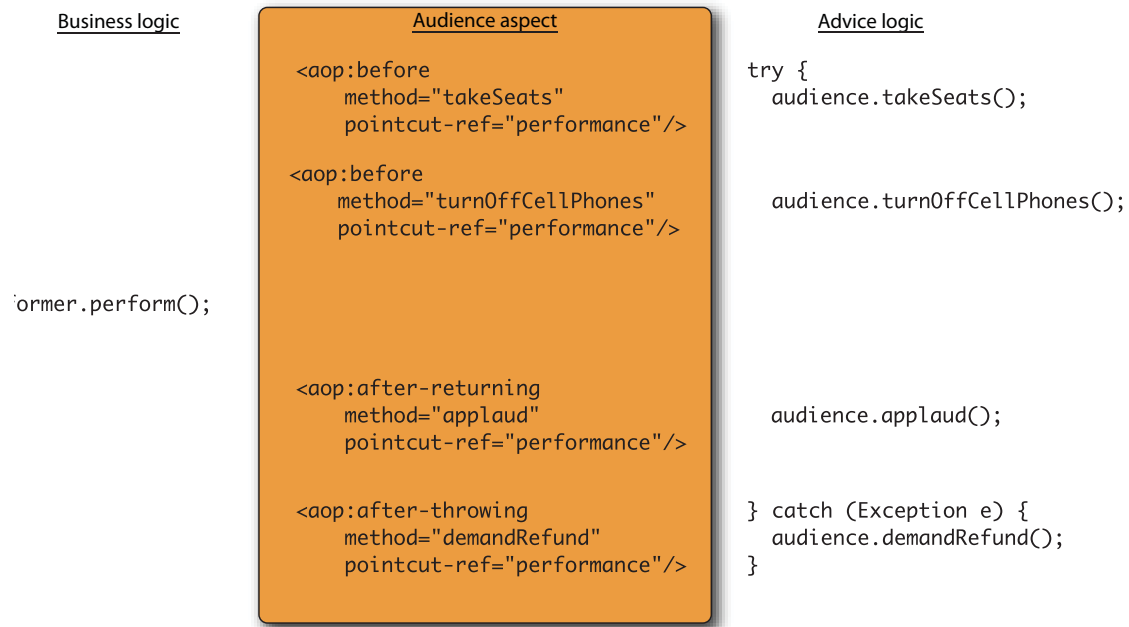 Business logic
Audience aspect
Advice logic
<aop:before
method="takeSeats"
pointcut-ref="performance"/>
try {
audience.takeSeats();
<aop:before
method="turnOffCellPhones"
pointcut-ref="performance"/>
audience.turnOffCellPhones();
former.perform();
<aop:after-returning
method="applaud"
pointcut-ref="performance"/>
audience.applaud();
<aop:after-throwing
method="demandRefund"
pointcut-ref="performance"/>
} catch (Exception e) {
audience.demandRefund();
}